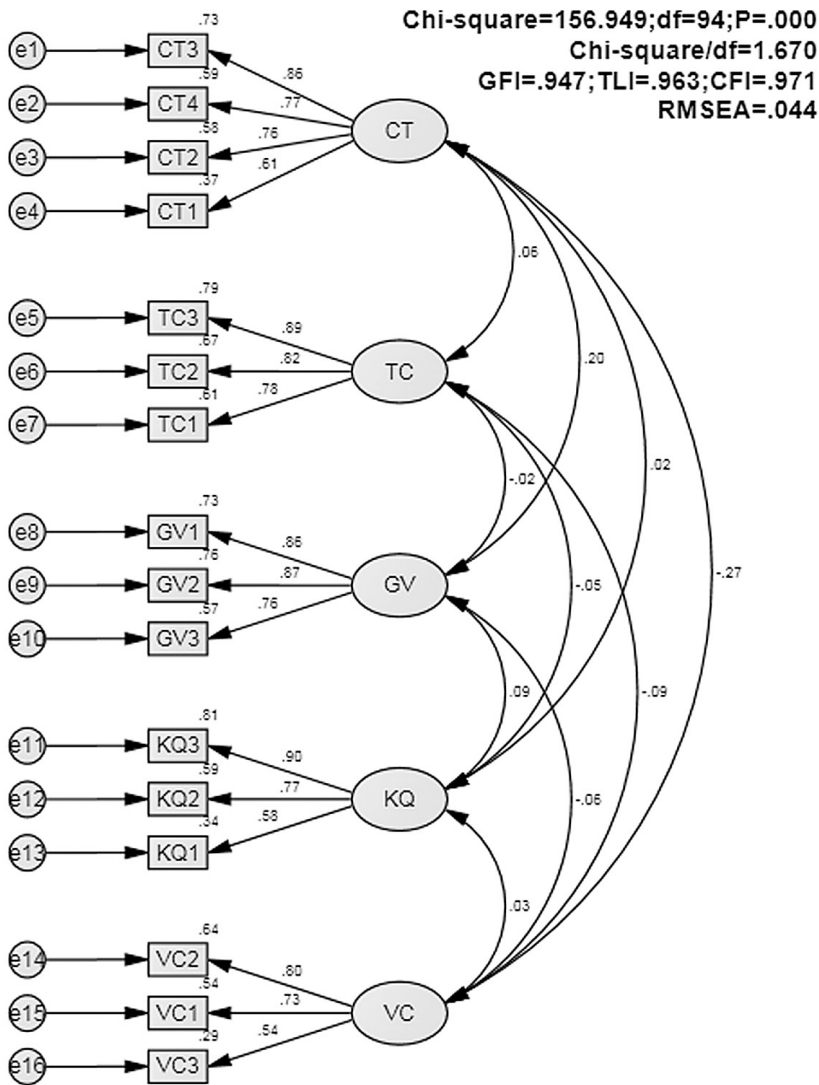 Chi-square=156.949;df=94;P=.000
Chi-square/df=1.670
GFI=.947;TLI=.963;CFI=.971
RMSEA=.044
.73
e1 CT3
.86
.59
e2 CT4
.77
CT
.58
e3 CT2
.76
.37
e4 CT1
.61
.06
.79
e5 TC3
.89
.20
.67
e6 TC2
.82
TC
.61
e7 TC1
.78
.02
-.02
.73
e8 GV1
.86
-.27
.76
e9 GV2
.87
GV
-.05
.57
e10 GV3
.76
.09
-.09
.81
e11 KQ3
.90
.59
e12 KQ2
.77
KQ
-.06
.34
e13 KQ1
.58
.03
.64
e14 VC2
.80
.54
e15 VC1
.73
VC
.29
e16 VC3
.54